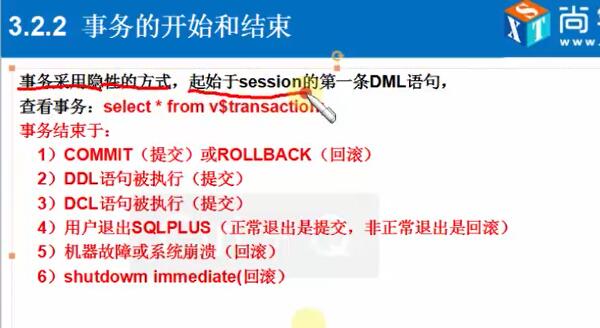 3.2.2 事务的开始和结束
XST 尚学
www.
事务采用隐性的方式，起始于session的第一条DML语句，
查看事务：select * from v$transaction
事务结束于：
1）COMMIT（提交）或ROLLBACK（回滚）
2）DDL语句被执行（提交）
3）DCL语句被执行（提交）
4）用户退出SQLPLUS（正常退出是提交，非正常退出是回滚）
5）机器故障或系统崩溃（回滚）
6）shutdowm immediate(回滚）